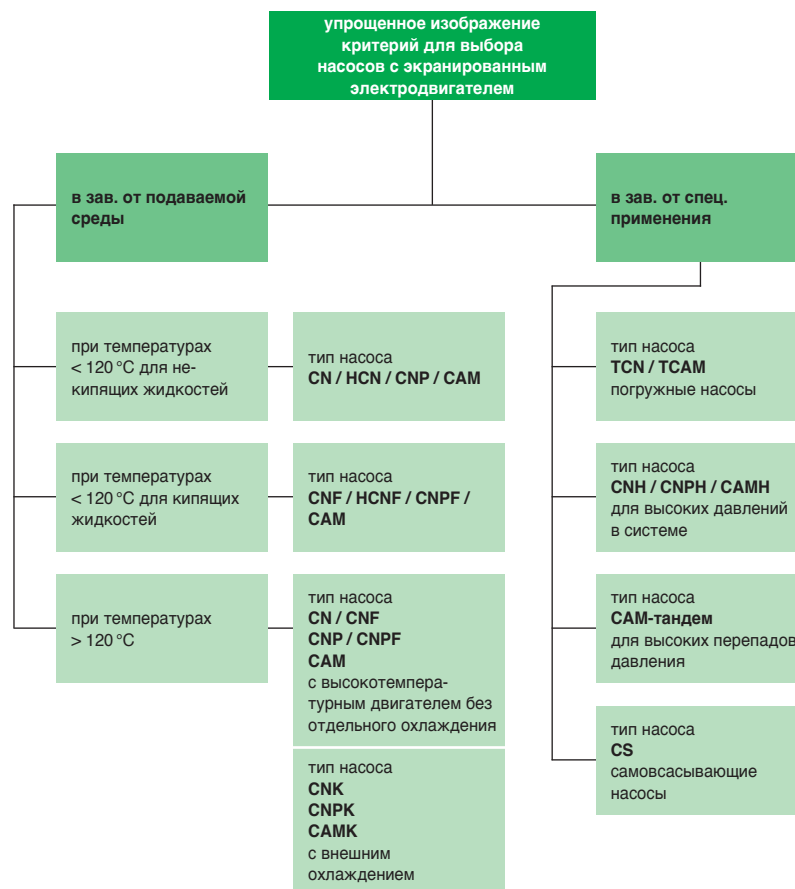 упрощенное изображение
критерий для выбора
насосов с экранированным
электродвигателем
в зав. от подаваемой
среды
в зав. от спец.
применения
при температурах
< 120 °C для не-
кипящих жидкостей
тип насоса
CN / HCN / CNP / CAM
при температурах
< 120 °C для кипящих
жидкостей
тип насоса
CNF / HCNF / CNPF /
CAM
при температурах
> 120 °C
тип насоса
CN / CNF
CNP / CNPF
CAM
с высокотемпера-
турным двигателем без
отдельного охлаждения
тип насоса
CNK
CNPK
CAMK
с внешним
охлаждением
тип насоса
TCN / TCAM
погружные насосы
тип насоса
CNH / CNPH / CAMH
для высоких давлений
в системе
тип насоса
CAM-тандем
для высоких перепадов
давления
тип насоса
CS
самовсасывающие
насосы